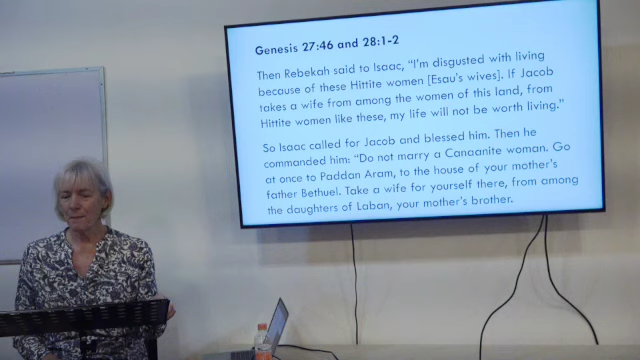 Genesis 27:46 and 28:1-2
Then Rebekah said to Isaac, “I’m disgusted with living
because of these Hittite women [Esau’s wives]. If Jacob
takes a wife from among the women of this land, from
Hittite women like these, my life will not be worth living.”
So Isaac called for Jacob and blessed him. Then he
commanded him: “Do not marry a Canaanite woman. Go
at once to Paddan Aram, to the house of your mother’s
father Bethuel. Take a wife for yourself there, from among
the daughters of Laban, your mother’s brother.